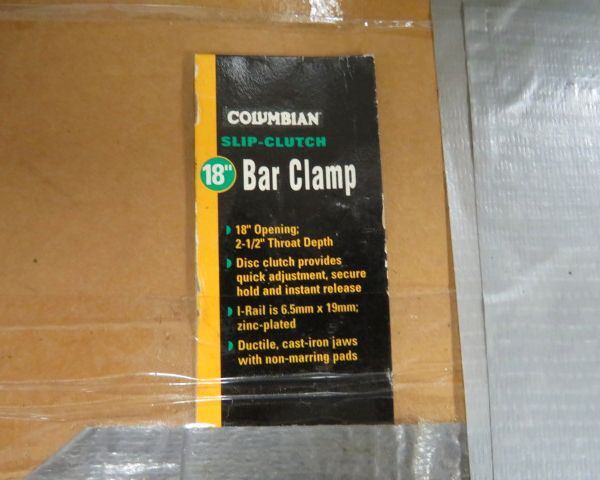 COLUMBIAN
SLIP-CLUTCH
18" Bar Clamp
18" Opening;
2-1/2" Throat Depth
Disc clutch provides
quick adjustment, secure
hold and instant release
I-Rail is 6.5mm x 19mm;
zinc-plated
Ductile, cast-iron jaws
with non-marring pads